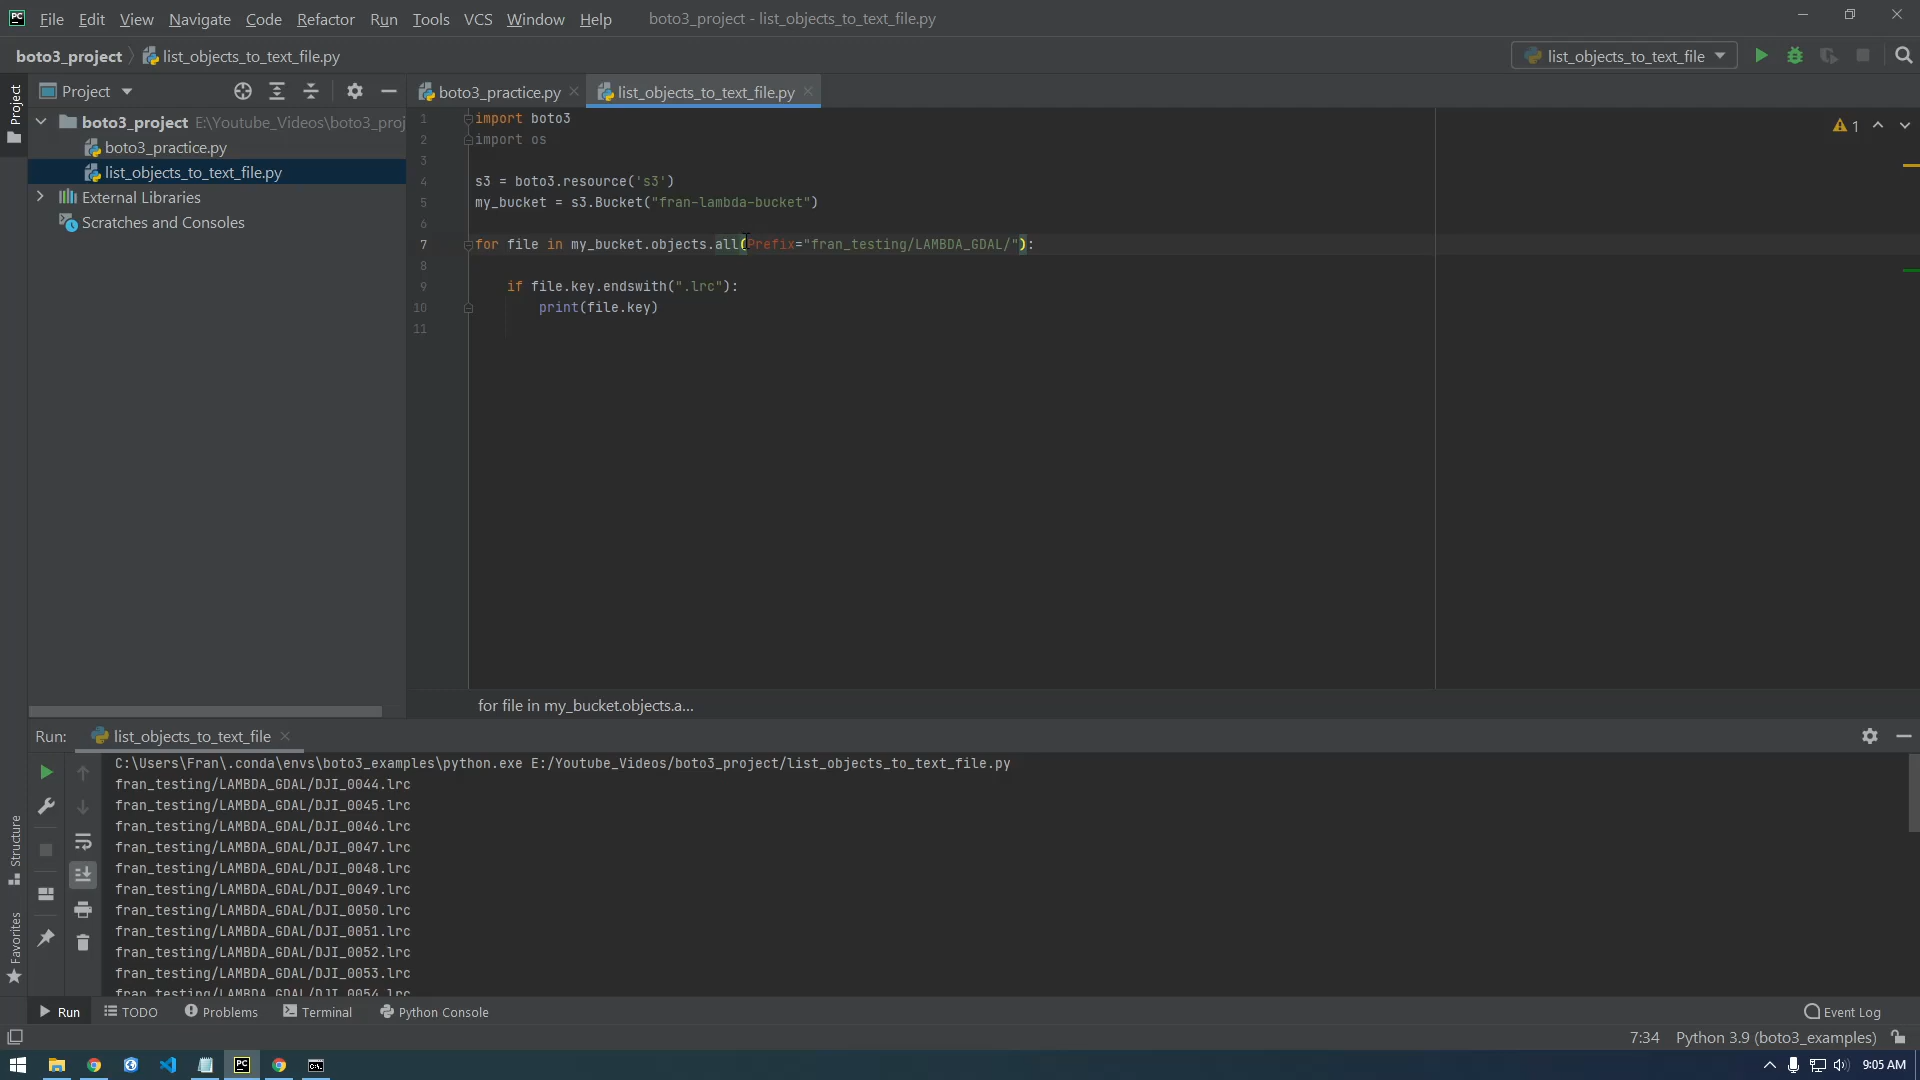 PC File Edit View Navigate Code Refactor Run Tools VCS Window Help boto3_project - list_objects_to_text_file.py
boto3_project list_objects_to_text_file.py list_objects_to_text_file
Project
Project boto3_practice.py list_objects_to_text_file.py
boto3_project E:\Youtube_Videos\boto3_proj
boto3_practice.py
list_objects_to_text_file.py
External Libraries
Scratches and Consoles
1 import boto3
2 import os
3
4 s3 = boto3.resource('s3')
5 my_bucket = s3.Bucket("fran-lambda-bucket")
6
7 for file in my_bucket.objects.all(Prefix="fran_testing/LAMBDA_GDAL/"):
8
9 if file.key.endswith(".lrc"):
10 print(file.key)
11
1
for file in my_bucket.objects.a...
Run: list_objects_to_text_file
C:\Users\Fran\.conda\envs\boto3_examples\python.exe E:/Youtube_Videos/boto3_project/list_objects_to_text_file.py
fran_testing/LAMBDA_GDAL/DJI_0044.lrc
fran_testing/LAMBDA_GDAL/DJI_0045.lrc
fran_testing/LAMBDA_GDAL/DJI_0046.lrc
fran_testing/LAMBDA_GDAL/DJI_0047.lrc
fran_testing/LAMBDA_GDAL/DJI_0048.lrc
fran_testing/LAMBDA_GDAL/DJI_0049.lrc
fran_testing/LAMBDA_GDAL/DJI_0050.lrc
fran_testing/LAMBDA_GDAL/DJI_0051.lrc
fran_testing/LAMBDA_GDAL/DJI_0052.lrc
fran_testing/LAMBDA_GDAL/DJI_0053.lrc
fran_testing/LAMBDA_GDAL/DJI_0054.lrc
Structure
Favorites
Run TODO Problems Terminal Python Console Event Log
7:34 Python 3.9 (boto3_examples)
PC 9:05 AM